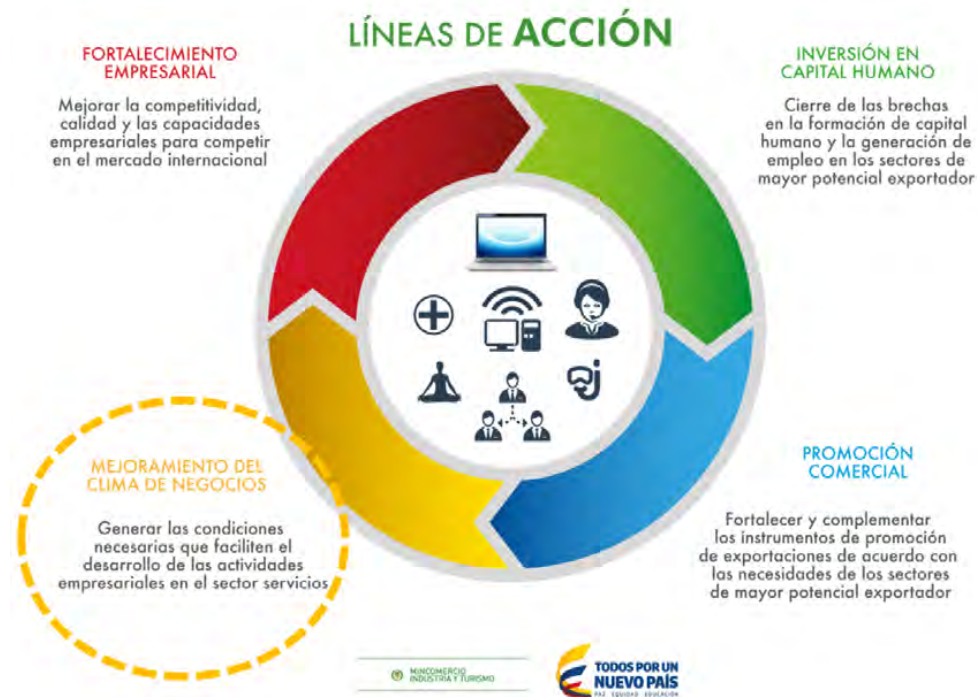 LÍNEAS DE ACCIÓN
FORTALECIMIENTO
EMPRESARIAL
Mejorar la competitividad,
calidad y las capacidades
empresariales para competir
en el mercado internacional
INVERSIÓN EN
CAPITAL HUMANO
Cierre de las brechas
en la formación de capital
humano y la generación de
empleo en los sectores de
mayor potencial exportador
MEJORAMIENTO DEL
CLIMA DE NEGOCIOS
Generar las condiciones
necesarias que faciliten el
desarrollo de las actividades
empresariales en el sector servicios
PROMOCIÓN
COMERCIAL
Fortalecer y complementar
los instrumentos de promoción
de exportaciones de acuerdo con
las necesidades de los sectores
de mayor potencial exportador
MINCOMERCIO
INDUSTRIA Y TURISMO
TODOS POR UN
NUEVO PAÍS
PAZ EQUIDAD EDUCACIÓN